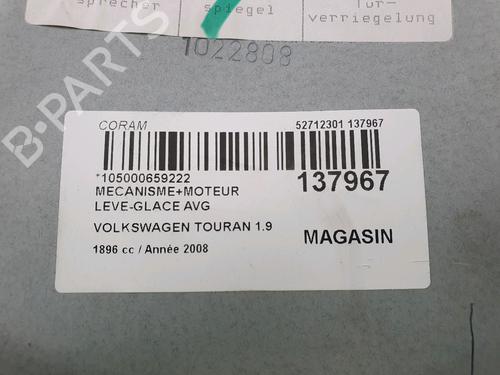 sprecher spiegel Tür-
verriegelung
1022808
CORAM 52712301 137967
*105000659222
137967
MECANISME+MOTEUR
LEVE-GLACE AVG
VOLKSWAGEN TOURAN 1.9
MAGASIN
1896 cc / Année 2008
B-PARTS